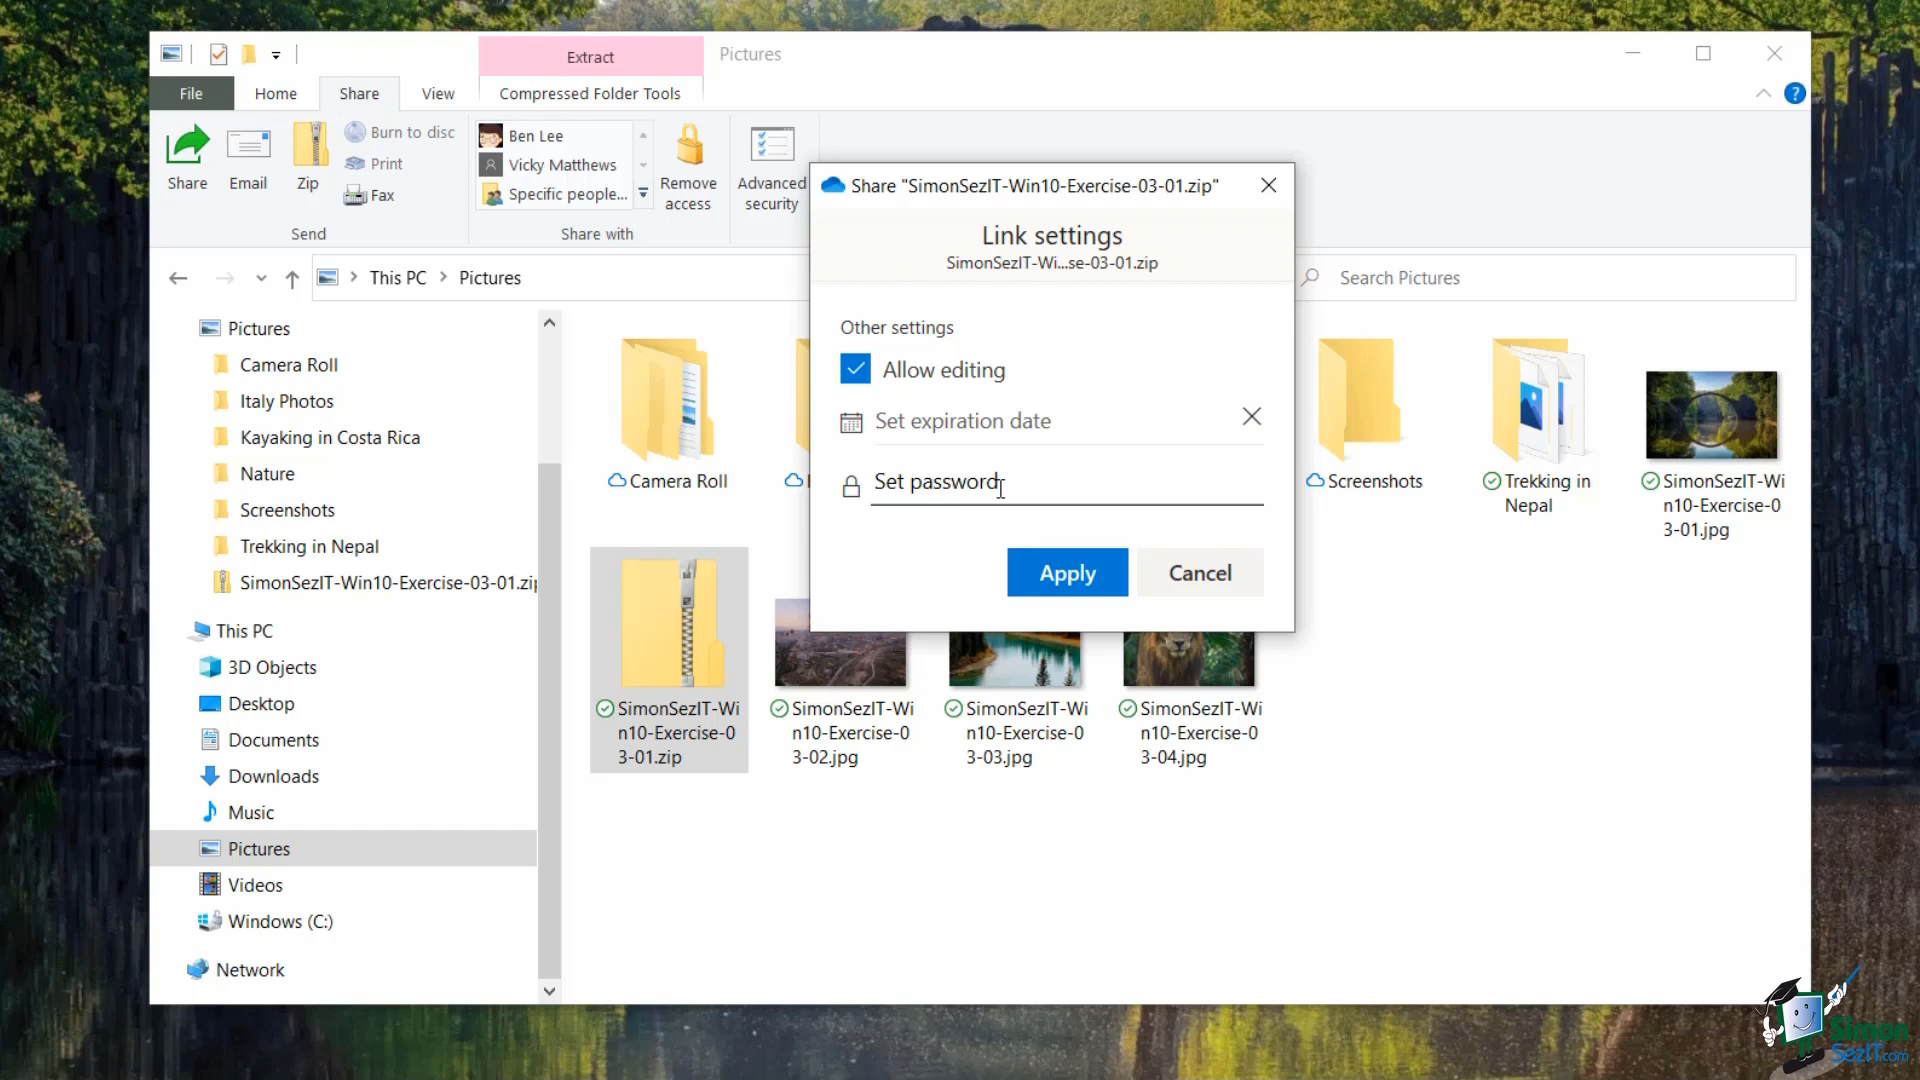 Extract
Pictures
File
Home
Share
View
Compressed Folder Tools
?
Share
Email
Zip
Burn to disc
Print
Fax
Send
Ben Lee
Vicky Matthews
Specific people...
Share with
Remove
access
Advanced
security
This PC
Pictures
Search Pictures
Share "SimonSezIT-Win10-Exercise-03-01.zip"
Link settings
SimonSezIT-Wi...se-03-01.zip
Other settings
Allow editing
Set expiration date
Set password
Apply
Cancel
Pictures
Camera Roll
Italy Photos
Kayaking in Costa Rica
Nature
Screenshots
Trekking in Nepal
SimonSezIT-Win10-Exercise-03-01.zip
This PC
3D Objects
Desktop
Documents
Downloads
Music
Pictures
Videos
Windows (C:)
Network
Camera Roll
Screenshots
Trekking in
Nepal
SimonSezIT-Wi
n10-Exercise-0
3-01.jpg
SimonSezIT-Wi
n10-Exercise-0
3-01.zip
SimonSezIT-Wi
n10-Exercise-0
3-02.jpg
SimonSezIT-Wi
n10-Exercise-0
3-03.jpg
SimonSezIT-Wi
n10-Exercise-0
3-04.jpg
Simon
SezIT.com